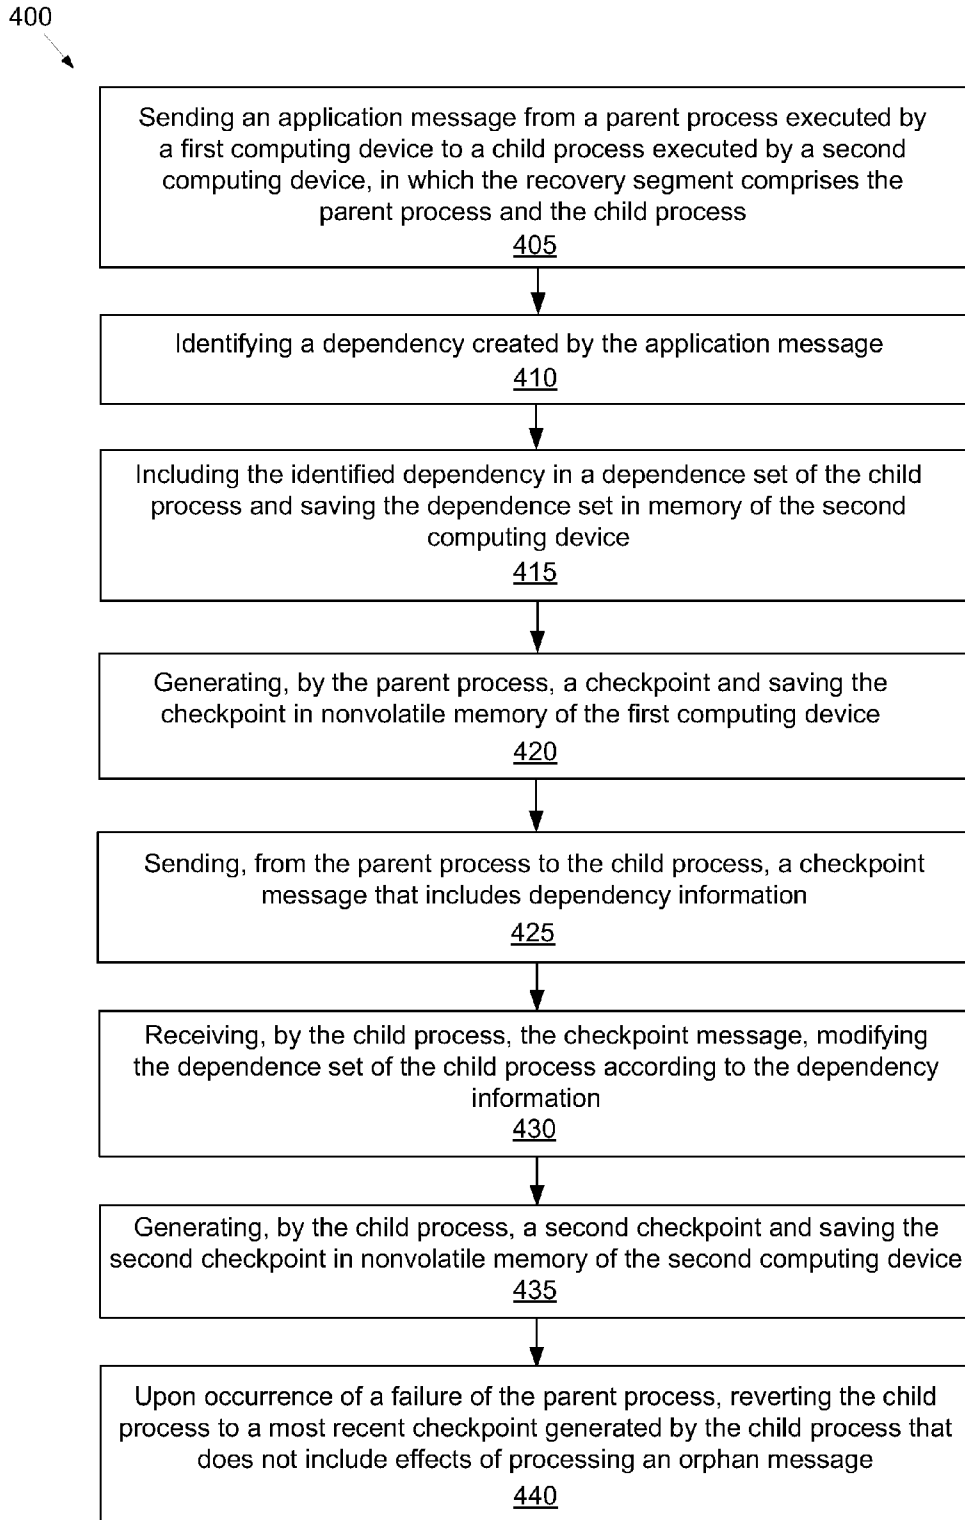 400
Sending an application message from a parent process executed by
a first computing device to a child process executed by a second
computing device, in which the recovery segment comprises the
parent process and the child process
405
Identifying a dependency created by the application message
410
Including the identified dependency in a dependence set of the child
process and saving the dependence set in memory of the second
computing device
415
Generating, by the parent process, a checkpoint and saving the
checkpoint in nonvolatile memory of the first computing device
420
Sending, from the parent process to the child process, a checkpoint
message that includes dependency information
425
Receiving, by the child process, the checkpoint message, modifying
the dependence set of the child process according to the dependency
information
430
Generating, by the child process, a second checkpoint and saving the
second checkpoint in nonvolatile memory of the second computing device
435
Upon occurrence of a failure of the parent process, reverting the child
process to a most recent checkpoint generated by the child process that
does not include effects of processing an orphan message
440